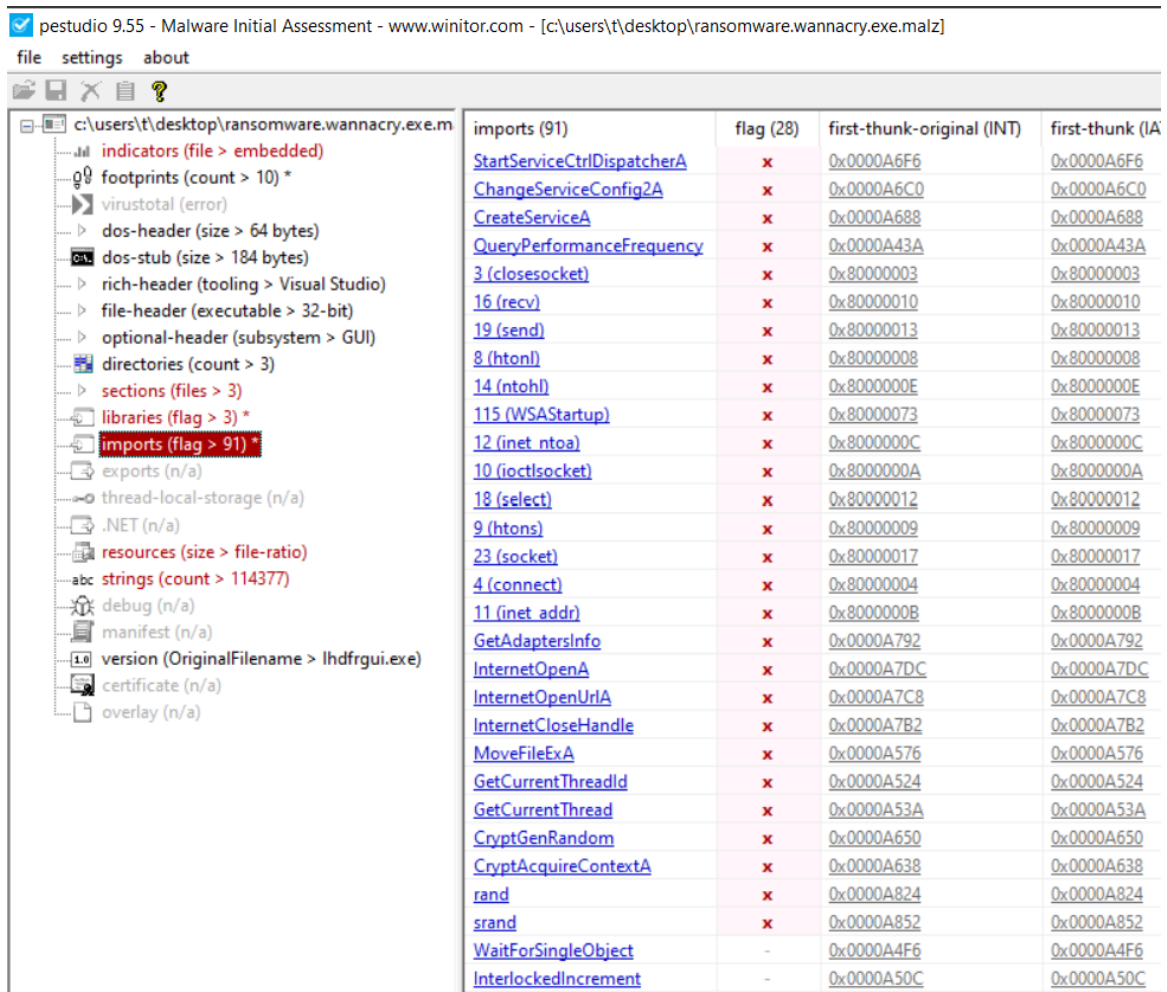 pestudio 9.55 - Malware Initial Assessment - www.winitor.com - [c:\users\t\desktop\ransomware.wannacry.exe.malz]
file settings about
c:\users\t\desktop\ransomware.wannacry.exe.m
indicators (file > embedded)
footprints (count > 10) *
virustotal (error)
dos-header (size > 64 bytes)
dos-stub (size > 184 bytes)
rich-header (tooling > Visual Studio)
file-header (executable > 32-bit)
optional-header (subsystem > GUI)
directories (count > 3)
sections (files > 3)
libraries (flag > 3) *
imports (flag > 91) *
exports (n/a)
thread-local-storage (n/a)
.NET (n/a)
resources (size > file-ratio)
abc strings (count > 114377)
debug (n/a)
manifest (n/a)
1.0 version (OriginalFilename > lhdfrgui.exe)
certificate (n/a)
overlay (n/a)
imports (91) flag (28) first-thunk-original (INT) first-thunk (IA
StartServiceCtrlDispatcherA x 0x0000A6F6 0x0000A6F6
ChangeServiceConfig2A x 0x0000A6C0 0x0000A6C0
CreateServiceA x 0x0000A688 0x0000A688
QueryPerformanceFrequency x 0x0000A43A 0x0000A43A
3 (closesocket) x 0x80000003 0x80000003
16 (recv) x 0x80000010 0x80000010
19 (send) x 0x80000013 0x80000013
8 (htonl) x 0x80000008 0x80000008
14 (ntohl) x 0x8000000E 0x8000000E
115 (WSAStartup) x 0x80000073 0x80000073
12 (inet_ntoa) x 0x8000000C 0x8000000C
10 (ioctlsocket) x 0x8000000A 0x8000000A
18 (select) x 0x80000012 0x80000012
9 (htons) x 0x80000009 0x80000009
23 (socket) x 0x80000017 0x80000017
4 (connect) x 0x80000004 0x80000004
11 (inet_addr) x 0x8000000B 0x8000000B
GetAdaptersInfo x 0x0000A792 0x0000A792
InternetOpenA x 0x0000A7DC 0x0000A7DC
InternetOpenUrlA x 0x0000A7C8 0x0000A7C8
InternetCloseHandle x 0x0000A7B2 0x0000A7B2
MoveFileExA x 0x0000A576 0x0000A576
GetCurrentThreadId x 0x0000A524 0x0000A524
GetCurrentThread x 0x0000A53A 0x0000A53A
CryptGenRandom x 0x0000A650 0x0000A650
CryptAcquireContextA x 0x0000A638 0x0000A638
rand x 0x0000A824 0x0000A824
srand x 0x0000A852 0x0000A852
WaitForSingleObject - 0x0000A4F6 0x0000A4F6
InterlockedIncrement - 0x0000A50C 0x0000A50C